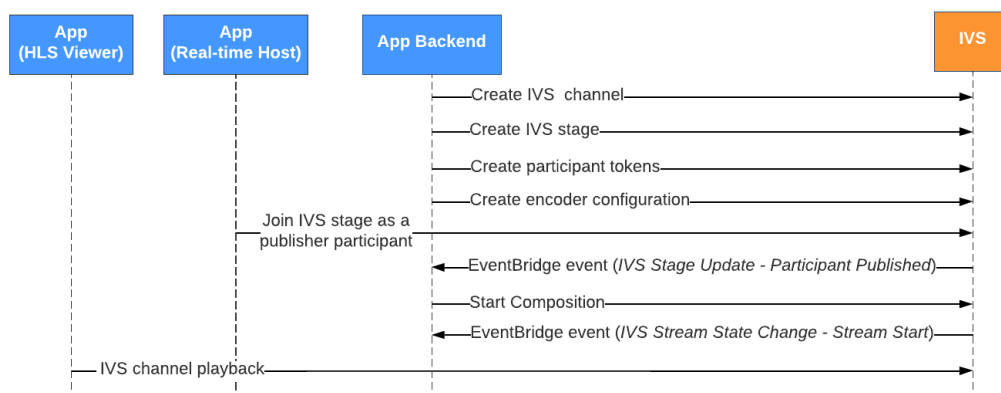 App
(HLS Viewer)
App
(Real-time Host)
App Backend
IVS
Create IVS channel
Create IVS stage
Create participant tokens
Create encoder configuration
Join IVS stage as a
publisher participant
EventBridge event (IVS Stage Update - Participant Published)
Start Composition
EventBridge event (IVS Stream State Change - Stream Start)
IVS channel playback